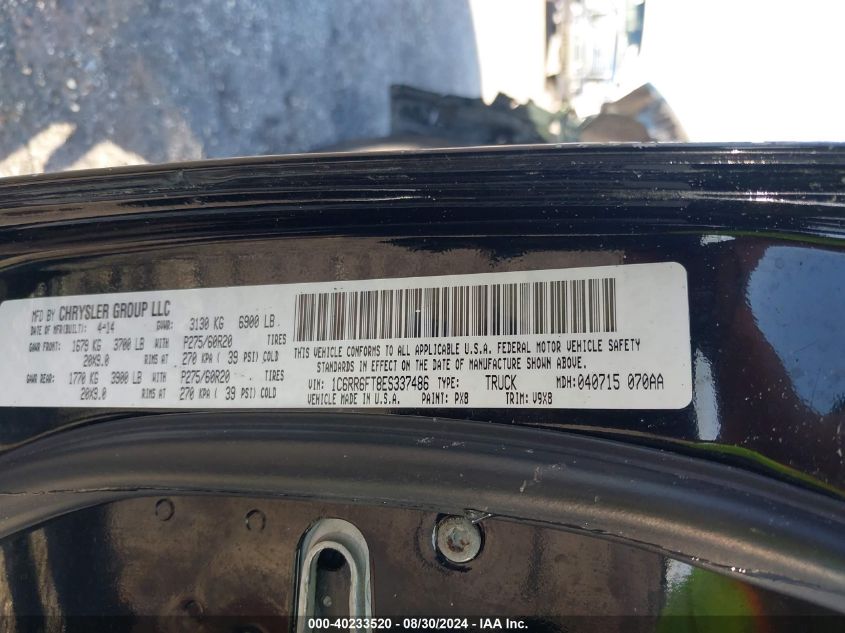 MFD BY CHRYSLER GROUP LLC
DATE OF MFR(BUILT): 4-14 GVWR: 3130 KG 6900 LB
GAWR FRONT: 1679 KG 3700 LB WITH P275/60R20 TIRES
20X9.0 RIMS AT 270 KPA ( 39 PSI) COLD
GAWR REAR: 1770 KG 3900 LB WITH P275/60R20 TIRES
20X9.0 RIMS AT 270 KPA ( 39 PSI) COLD
THIS VEHICLE CONFORMS TO ALL APPLICABLE U.S.A. FEDERAL MOTOR VEHICLE SAFETY
STANDARDS IN EFFECT ON THE DATE OF MANUFACTURE SHOWN ABOVE.
VIN: 1C6RR6FT8ES337486 TYPE: TRUCK MDH: 040715 070AA
VEHICLE MADE IN U.S.A. PAINT: PX8 TRIM: V9X8
000-40233520 - 08/30/2024 - IAAI.com